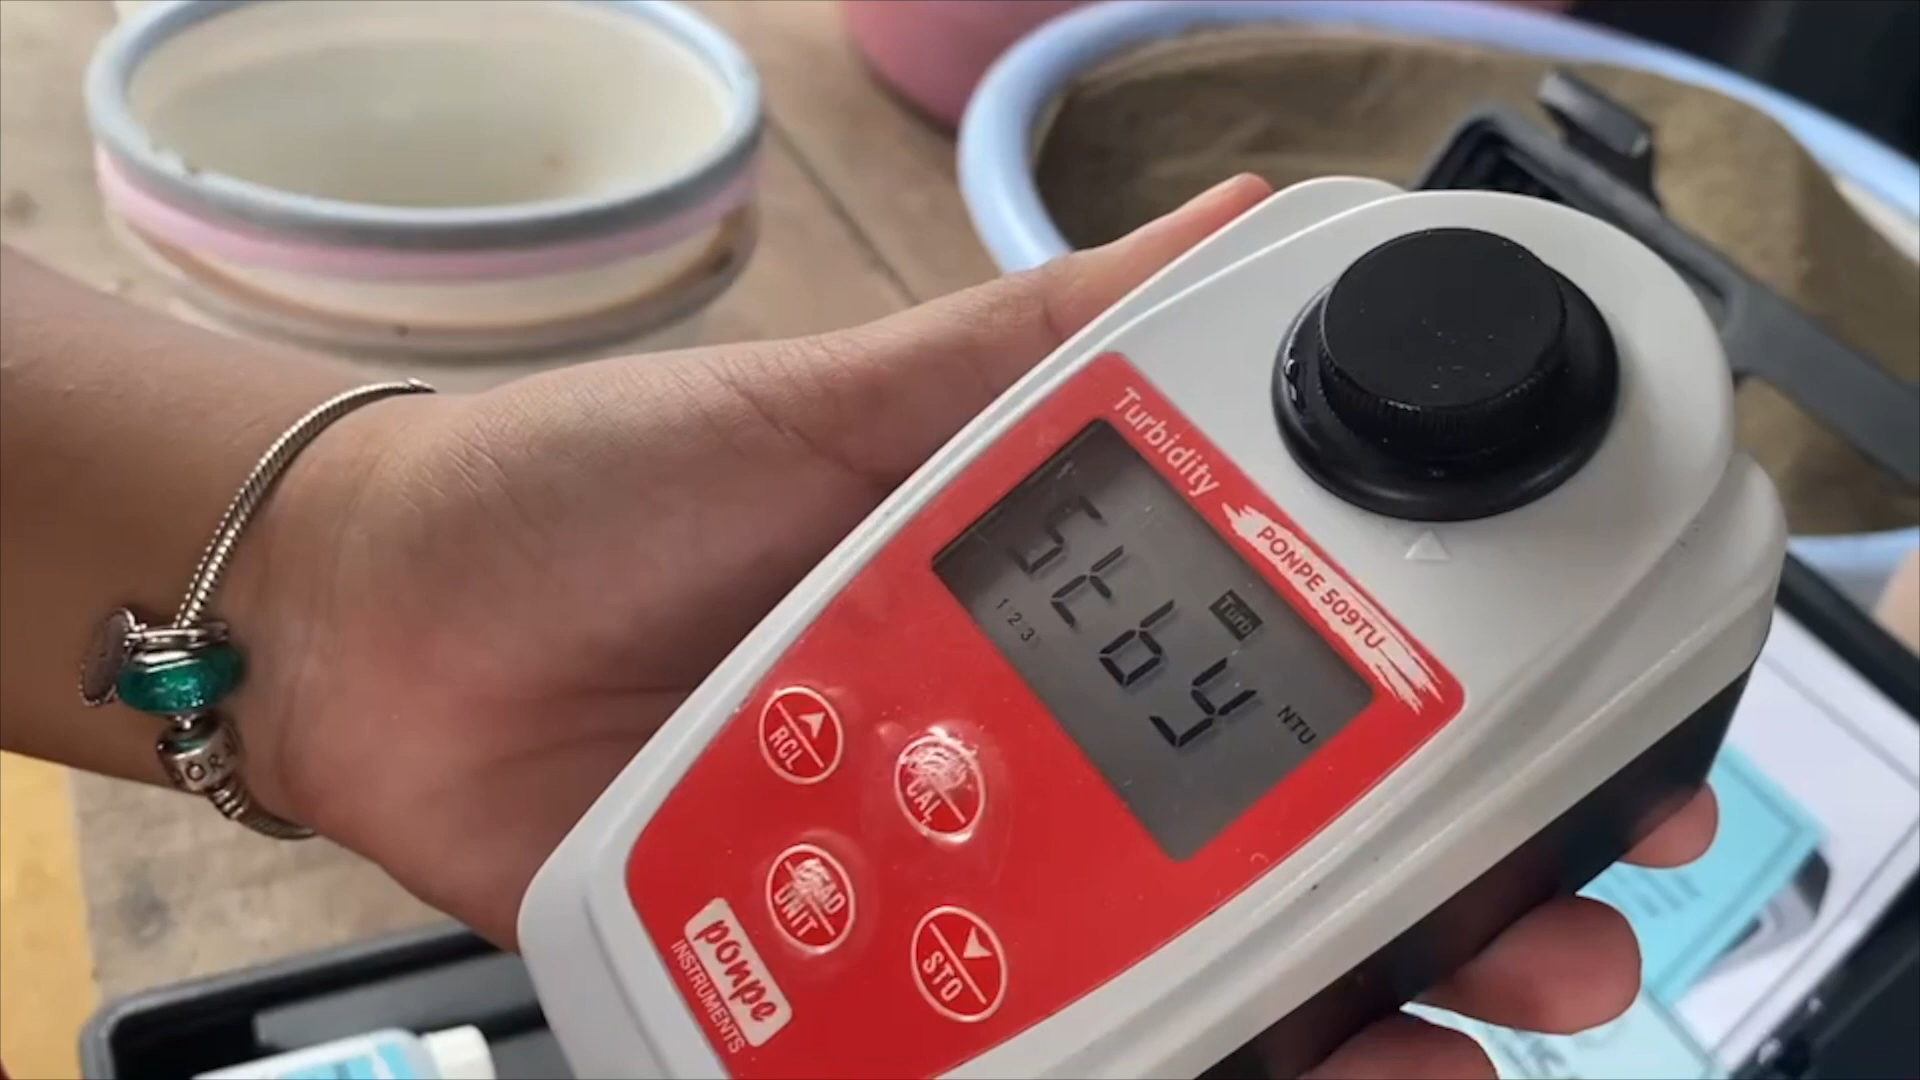 Turbidity
PONPE 509TU
Turb
Stby
NTU
1 2 3
RCL
CAL
UNIT
STO
ponpe
INSTRUMENTS